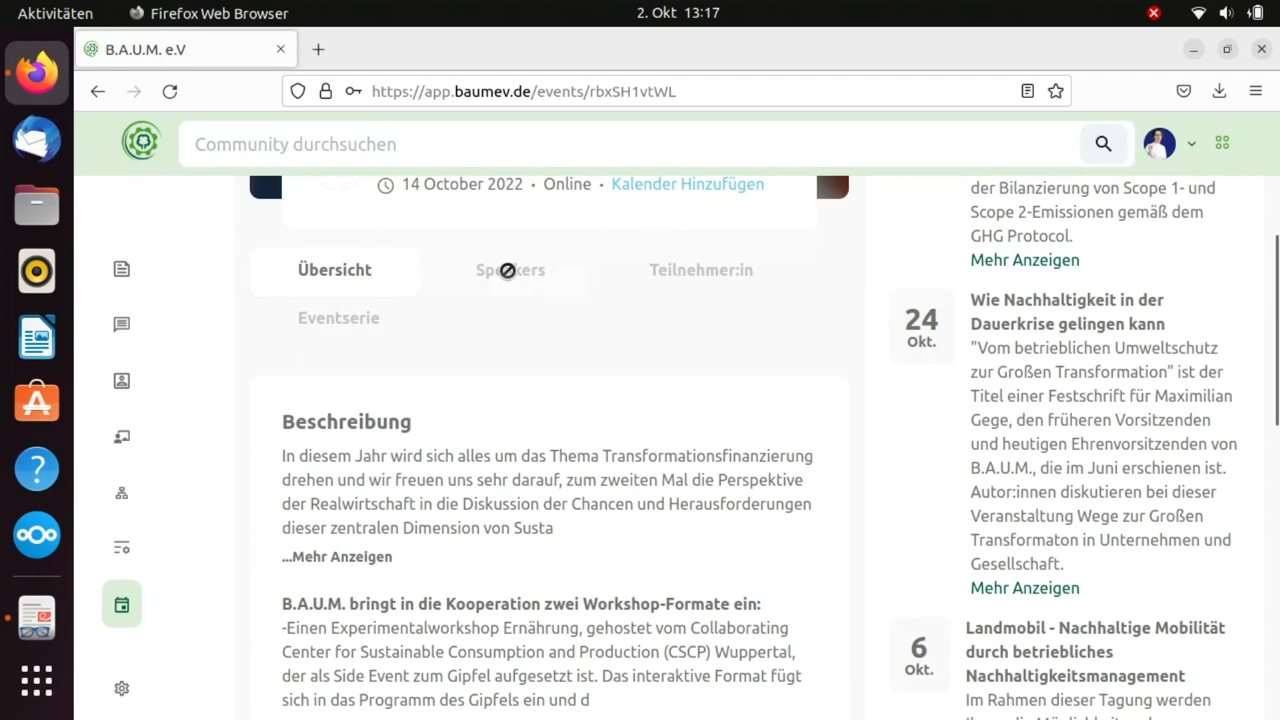 Aktivitäten
Firefox Web Browser
2. Okt 13:17
B.A.U.M. e.V
https://app.baumev.de/events/rbxSH1vtWL
Community durchsuchen
14 October 2022 • Online • Kalender Hinzufügen
Übersicht
Speakers
Teilnehmer:in
Eventserie
Beschreibung
In diesem Jahr wird sich alles um das Thema Transformationsfinanzierung
drehen und wir freuen uns sehr darauf, zum zweiten Mal die Perspektive
der Realwirtschaft in die Diskussion der Chancen und Herausforderungen
dieser zentralen Dimension von Susta
...Mehr Anzeigen
B.A.U.M. bringt in die Kooperation zwei Workshop-Formate ein:
-Einen Experimentalworkshop Ernährung, gehostet vom Collaborating
Center for Sustainable Consumption and Production (CSCP) Wuppertal,
der als Side Event zum Gipfel aufgesetzt ist. Das interaktive Format fügt
sich in das Programm des Gipfels ein und d
der Bilanzierung von Scope 1- und
Scope 2-Emissionen gemäß dem
GHG Protocol.
Mehr Anzeigen
24
Okt.
Wie Nachhaltigkeit in der
Dauerkrise gelingen kann
"Vom betrieblichen Umweltschutz
zur Großen Transformation" ist der
Titel einer Festschrift für Maximilian
Gege, den früheren Vorsitzenden
und heutigen Ehrenvorsitzenden von
B.A.U.M., die im Juni erschienen ist.
Autor:innen diskutieren bei dieser
Veranstaltung Wege zur Großen
Transformaton in Unternehmen und
Gesellschaft.
Mehr Anzeigen
6
Okt.
Landmobil - Nachhaltige Mobilität
durch betriebliches
Nachhaltigkeitsmanagement
Im Rahmen dieser Tagung werden